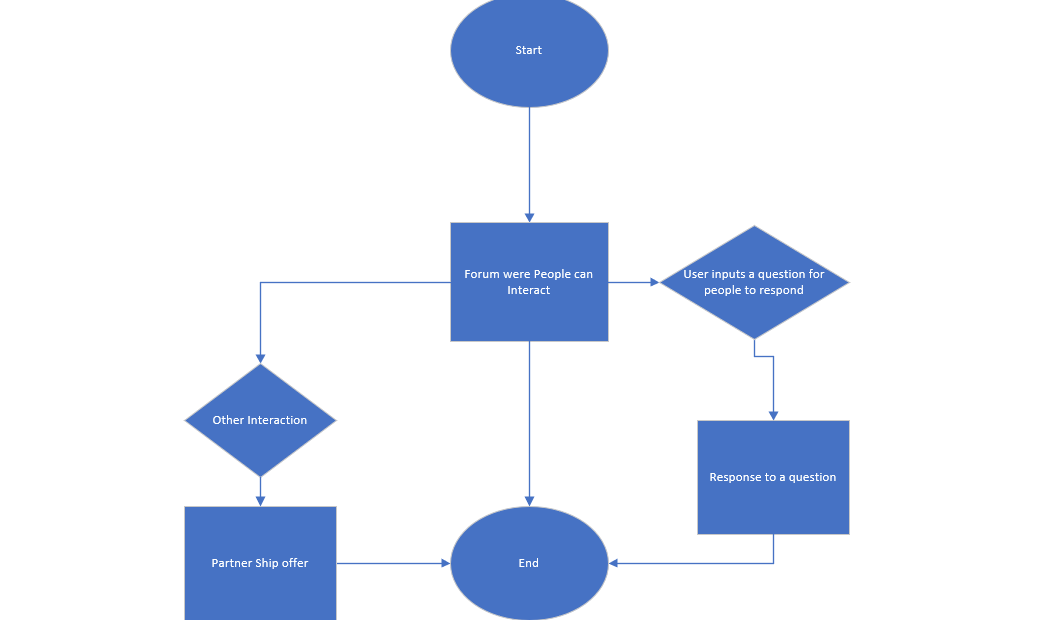 Start
Forum were People can
Interact
User inputs a question for
people to respond
Other Interaction
Response to a question
Partner Ship offer
End